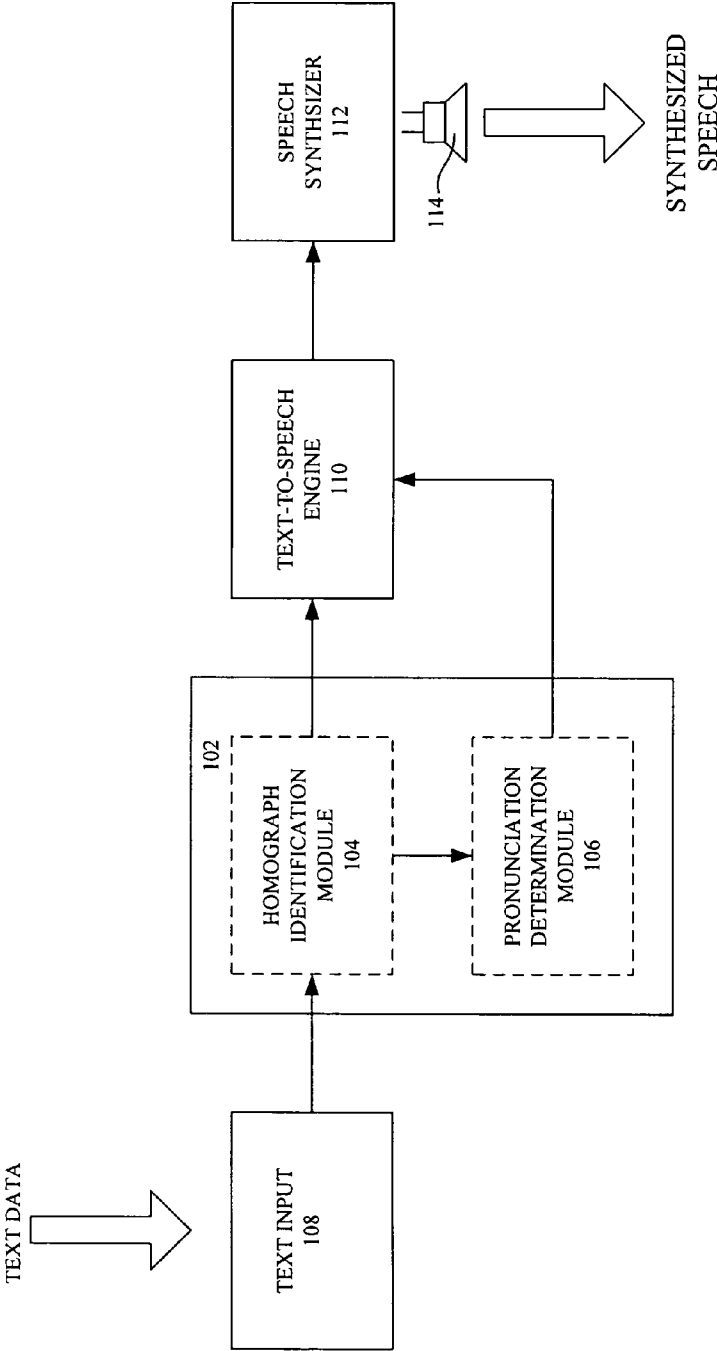 TEXT DATA
TEXT INPUT
108
102
HOMOGRAPH
IDENTIFICATION
MODULE
104
PRONUNCIATION
DETERMINATION
MODULE
106
TEXT-TO-SPEECH
ENGINE
110
SPEECH
SYNTHSIZER
112
114
SYNTHESIZED
SPEECH